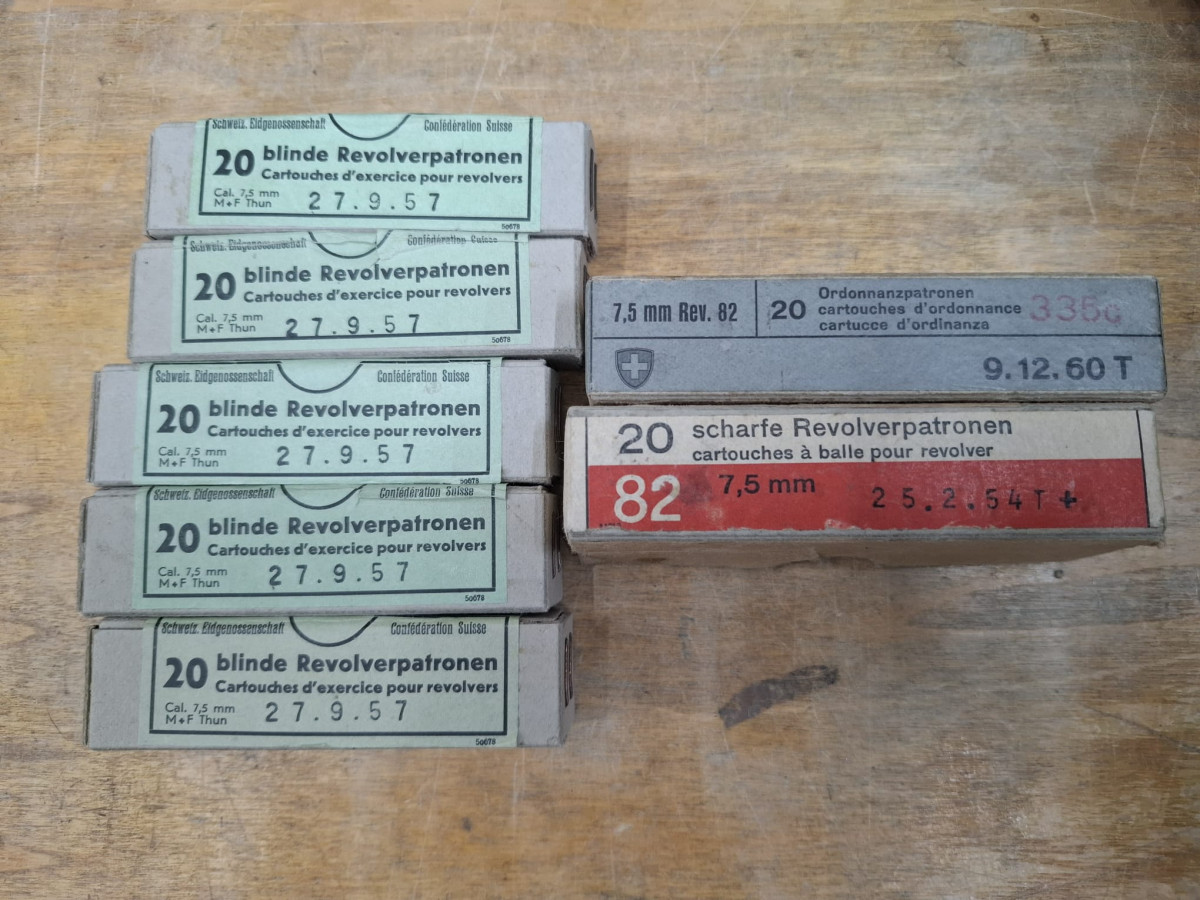 Schweiz. Eidgenossenschaft Confédération Suisse
20 blinde Revolverpatronen
Cartouches d'exercice pour revolvers
Cal. 7,5 mm
M+F Thun 27.9.57
50678
Schweiz. Eidgenossenschaft Confédération Suisse
20 blinde Revolverpatronen
Cartouches d'exercice pour revolvers
Cal. 7,5 mm
M+F Thun 27.9.57
50678
Schweiz. Eidgenossenschaft Confédération Suisse
20 blinde Revolverpatronen
Cartouches d'exercice pour revolvers
Cal. 7,5 mm
M+F Thun 27.9.57
50678
Schweiz. Eidgenossenschaft Confédération Suisse
20 blinde Revolverpatronen
Cartouches d'exercice pour revolvers
Cal. 7,5 mm
M+F Thun 27.9.57
50678
Schweiz. Eidgenossenschaft Confédération Suisse
20 blinde Revolverpatronen
Cartouches d'exercice pour revolvers
Cal. 7,5 mm
M+F Thun 27.9.57
50678
7,5 mm Rev. 82
20 Ordonnanzpatronen
cartouches d'ordonnance
cartucce d'ordinanza
9.12.60 T
20 scharfe Revolverpatronen
cartouches à balle pour revolver
82 7,5 mm 25.2.54 T +